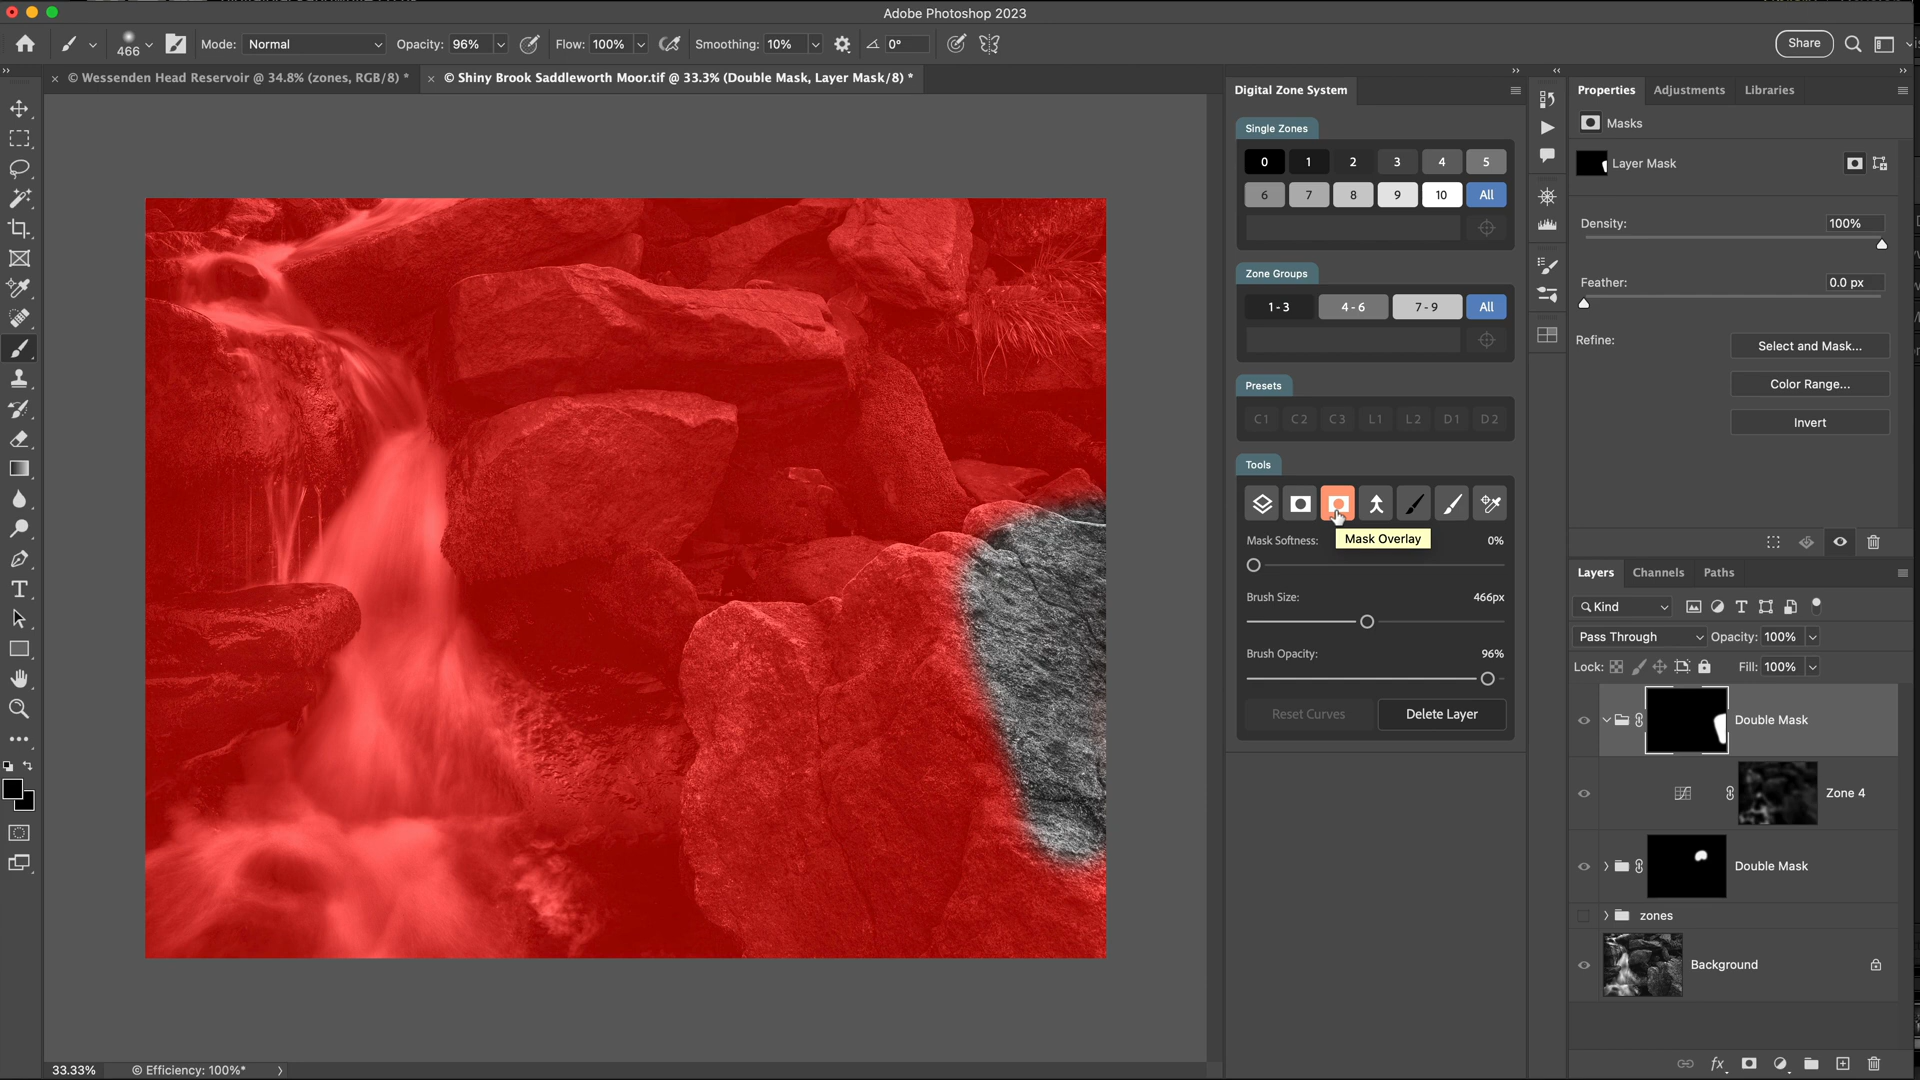 Adobe Photoshop 2023
466 Mode: Normal Opacity: 96% Flow: 100% Smoothing: 10% 0° Share
× © Wessenden Head Reservoir @ 34.8% (zones, RGB/8) * × © Shiny Brook Saddleworth Moor.tif @ 33.3% (Double Mask, Layer Mask/8) *
Digital Zone System
Single Zones
0 1 2 3 4 5
6 7 8 9 10 All
Zone Groups
1 - 3 4 - 6 7 - 9 All
Presets
C1 C2 C3 L1 L2 D1 D2
Tools
Mask Overlay
Mask Softness: 0%
Brush Size: 466px
Brush Opacity: 96%
Reset Curves Delete Layer
Properties Adjustments Libraries
Masks
Layer Mask
Density: 100%
Feather: 0.0 px
Refine: Select and Mask...
Color Range...
Invert
Layers Channels Paths
Kind
Pass Through Opacity: 100%
Lock: Fill: 100%
Double Mask
Zone 4
Double Mask
zones
Background
fx
33.33% © Efficiency: 100%*